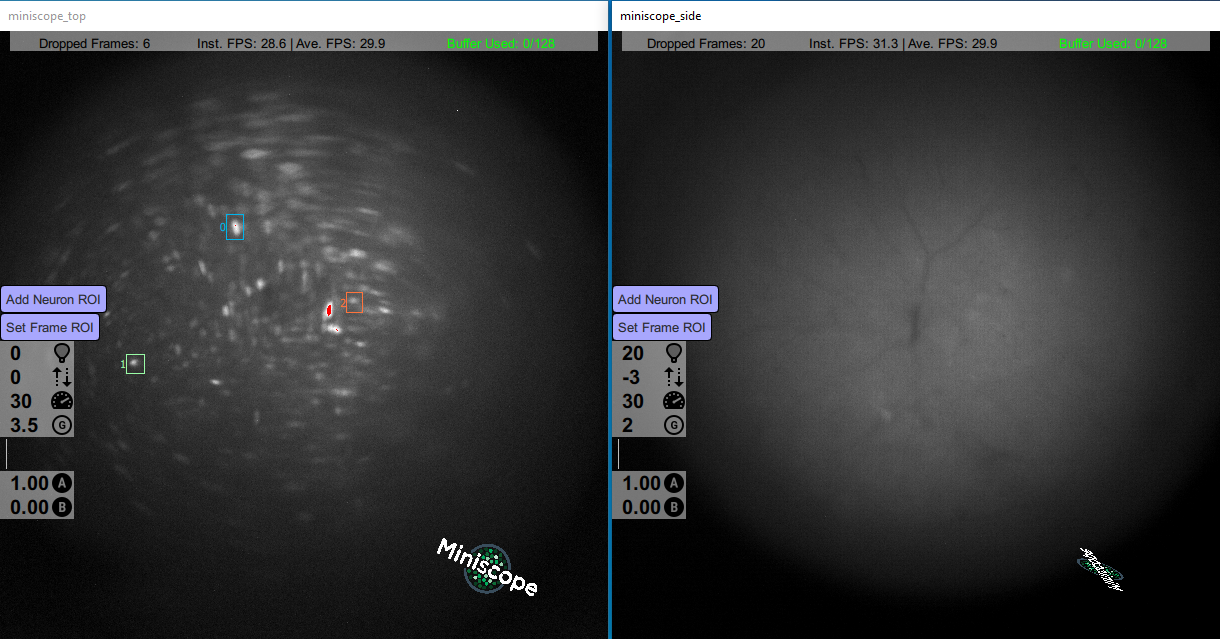 miniscope_top
Dropped Frames: 6 Inst. FPS: 28.6 | Ave. FPS: 29.9 Buffer Used: 0/128
0
2
Add Neuron ROI
Set Frame ROI
1
0
0
30
3.5 G
1.00 A
0.00 B
Miniscope
miniscope_side
Dropped Frames: 20 Inst. FPS: 31.3 | Ave. FPS: 29.9 Buffer Used: 0/128
Add Neuron ROI
Set Frame ROI
20
-3
30
2 G
1.00 A
0.00 B